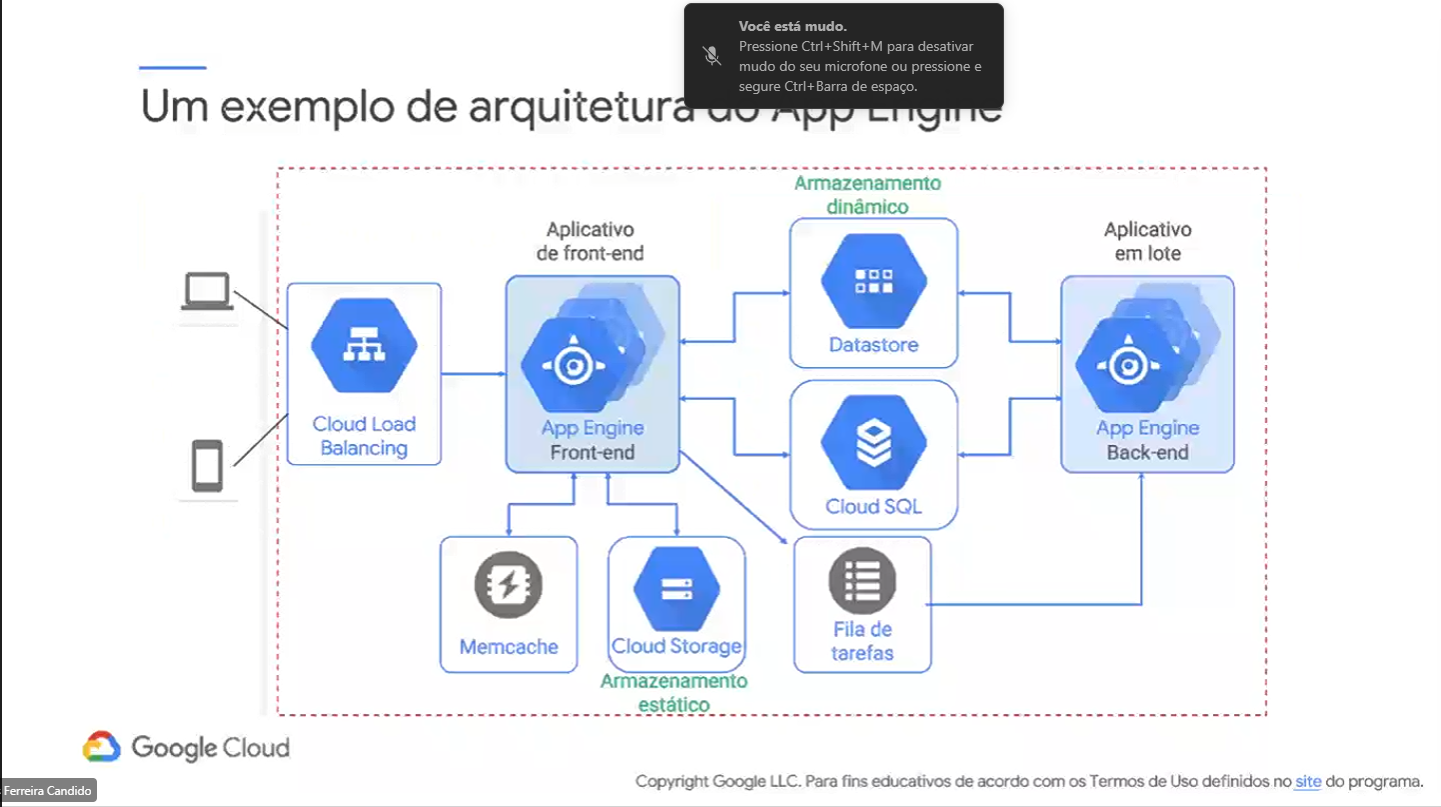 Você está mudo.
Pressione Ctrl+Shift+M para desativar
mudo do seu microfone ou pressione e
segure Ctrl+Barra de espaço.
Um exemplo de arquitetura do App Engine
Armazenamento
dinâmico
Aplicativo
de front-end
Aplicativo
em lote
Datastore
Cloud Load
Balancing
App Engine
Front-end
App Engine
Back-end
Cloud SQL
Memcache
Cloud Storage
Fila de
tarefas
Armazenamento
estático
Google Cloud
Ferreira Candido
Copyright Google LLC. Para fins educativos de acordo com os Termos de Uso definidos no site do programa.